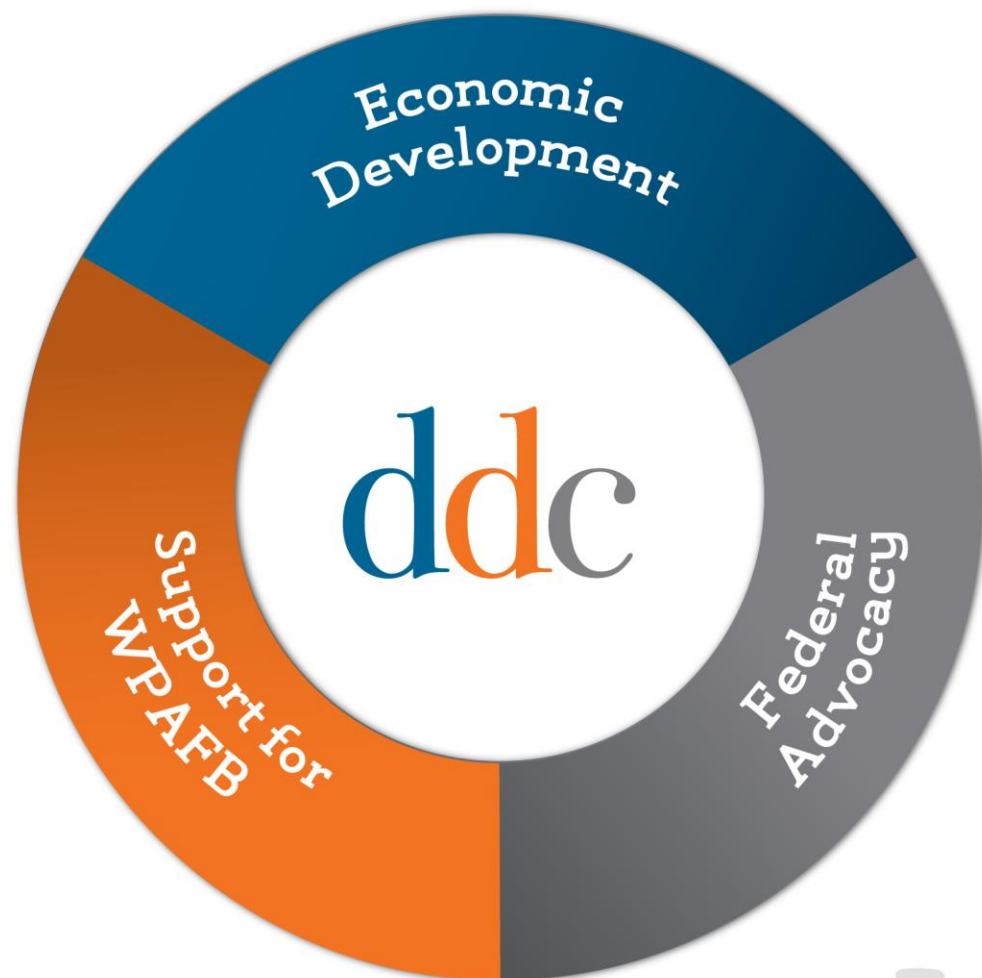 Economic
Development
ddc
Support for
WPAFB
Federal
Advocacy